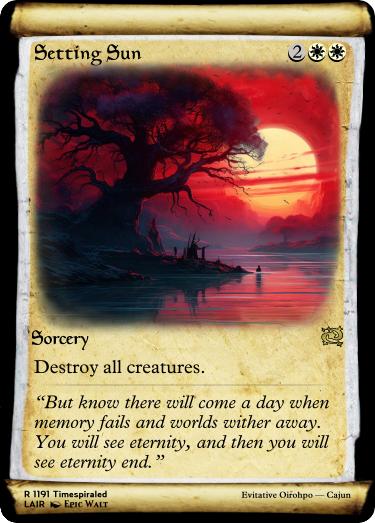 Setting Sun 2
Sorcery
Destroy all creatures.
“But know there will come a day when
memory fails and worlds wither away.
You will see eternity, and then you will
see eternity end.”
R 1191 Timespiraled
LAIR Epic Walt
Evitative Oirohpo — Cajun